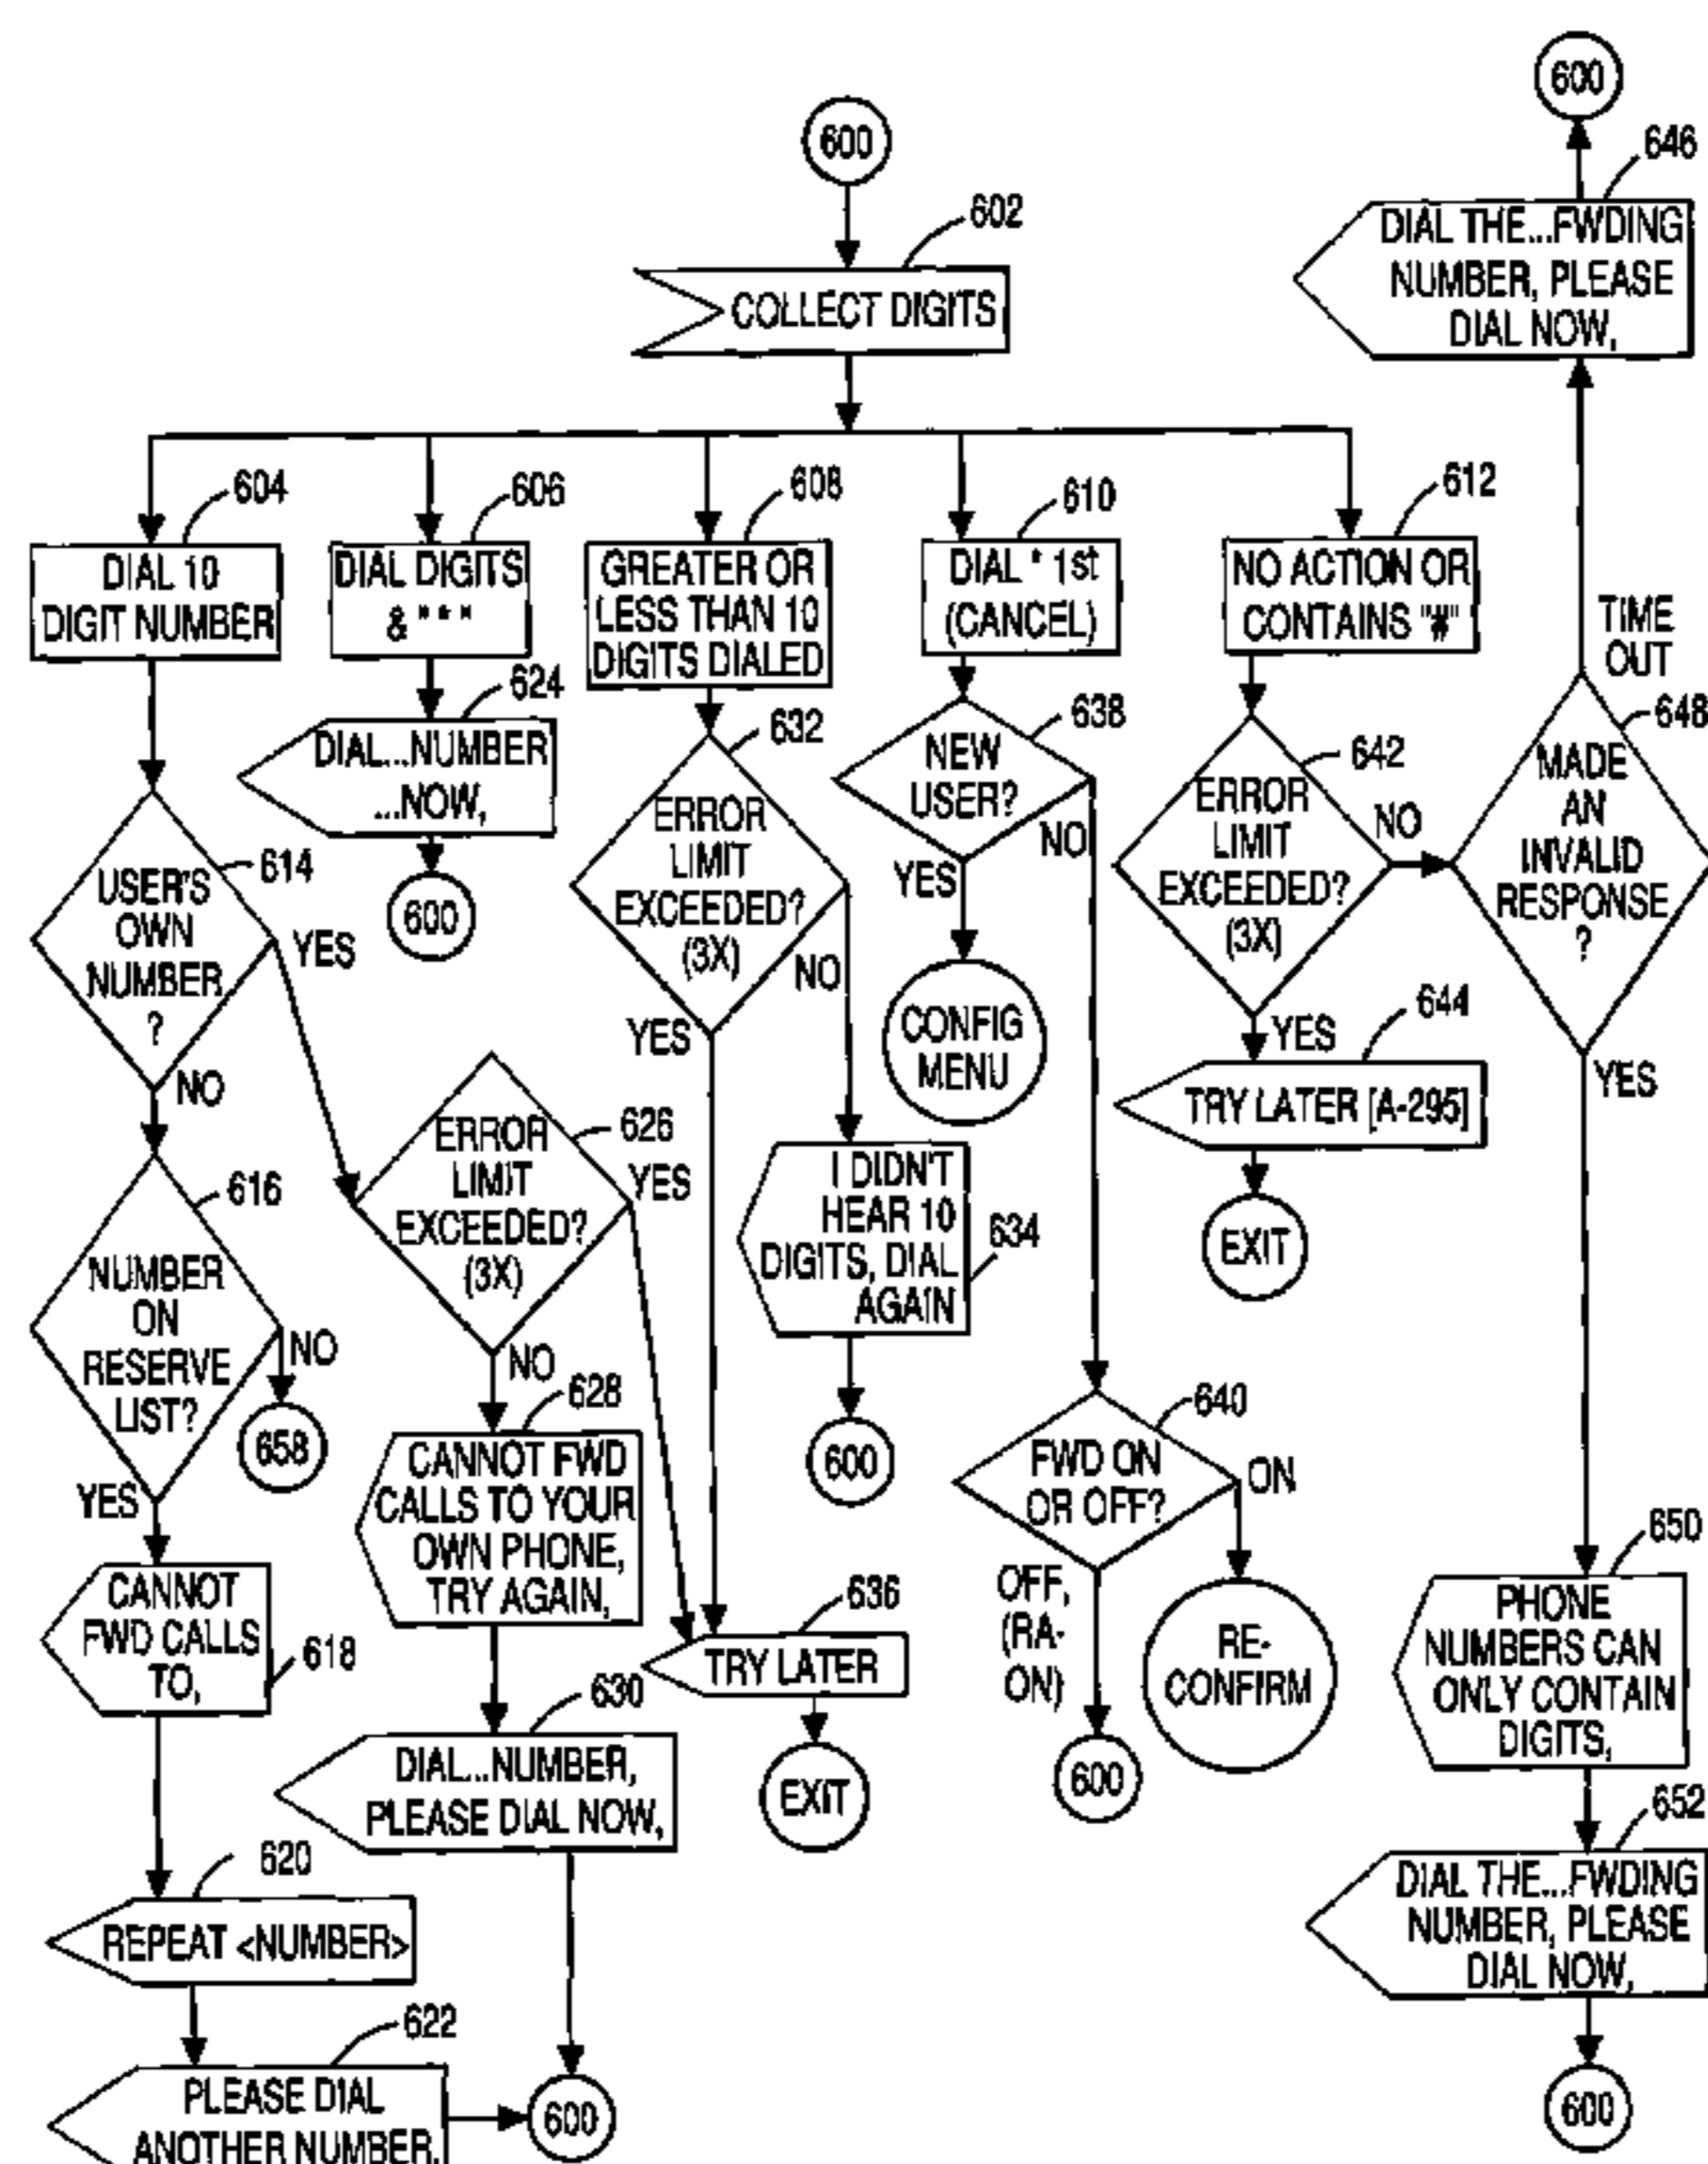 600
602
COLLECT DIGITS
600
646
DIAL THE...FWDING
NUMBER, PLEASE
DIAL NOW,
604
DIAL 10
DIGIT NUMBER
606
DIAL DIGITS
& " * "
608
GREATER OR
LESS THAN 10
DIGITS DIALED
610
DIAL * 1st
(CANCEL)
612
NO ACTION OR
CONTAINS "#"
614
USER'S
OWN
NUMBER
?
YES
NO
624
DIAL...NUMBER
...NOW,
600
632
ERROR
LIMIT
EXCEEDED?
(3X)
NO
YES
638
NEW
USER?
NO
YES
CONFIG
MENU
642
ERROR
LIMIT
EXCEEDED?
(3X)
NO
YES
644
TRY LATER [A-295]
EXIT
TIME
OUT
648
MADE
AN
INVALID
RESPONSE
?
YES
616
NUMBER
ON
RESERVE
LIST?
NO
658
YES
626
ERROR
LIMIT
EXCEEDED?
(3X)
YES
NO
628
CANNOT FWD
CALLS TO YOUR
OWN PHONE,
TRY AGAIN,
I DIDN'T
HEAR 10
DIGITS, DIAL
AGAIN
634
600
640
FWD ON
OR OFF?
ON
OFF,
(RA-
ON)
600
RE-
CONFIRM
650
PHONE
NUMBERS CAN
ONLY CONTAIN
DIGITS,
618
CANNOT
FWD CALLS
TO,
636
TRY LATER
EXIT
630
DIAL...NUMBER,
PLEASE DIAL NOW,
652
DIAL THE...FWDING
NUMBER, PLEASE
DIAL NOW,
600
620
REPEAT <NUMBER>
622
PLEASE DIAL
ANOTHER NUMBER,
600